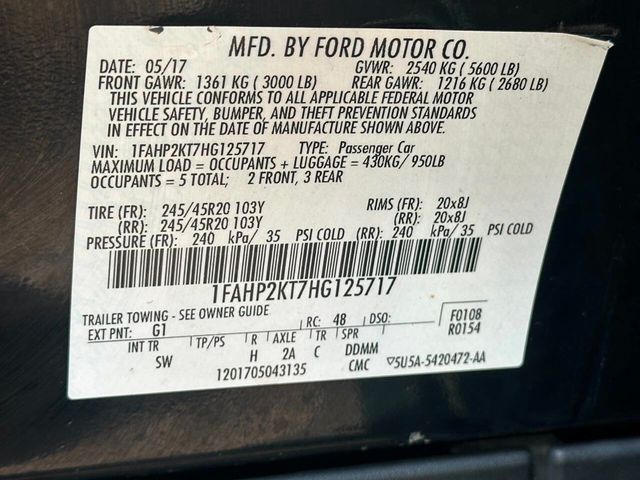 MFD. BY FORD MOTOR CO.
DATE: 05/17 GVWR: 2540 KG ( 5600 LB)
FRONT GAWR: 1361 KG ( 3000 LB) REAR GAWR: 1216 KG ( 2680 LB)
THIS VEHICLE CONFORMS TO ALL APPLICABLE FEDERAL MOTOR
VEHICLE SAFETY, BUMPER, AND THEFT PREVENTION STANDARDS
IN EFFECT ON THE DATE OF MANUFACTURE SHOWN ABOVE.
VIN: 1FAHP2KT7HG125717 TYPE: Passenger Car
MAXIMUM LOAD = OCCUPANTS + LUGGAGE = 430KG/ 950LB
OCCUPANTS = 5 TOTAL; 2 FRONT, 3 REAR
TIRE (FR): 245/45R20 103Y RIMS (FR): 20x8J
(RR): 245/45R20 103Y (RR): 20x8J
PRESSURE (FR): 240 kPa/ 35 PSI COLD (RR): 240 kPa/ 35 PSI COLD
1FAHP2KT7HG125717
TRAILER TOWING - SEE OWNER GUIDE
EXT PNT: G1 RC: 48 DSO: F0108
R0154
INT TR TP/PS R AXLE TR SPR
SW H 2A C DDMM
1201705043135 CMC ▽5U5A-5420472-AA